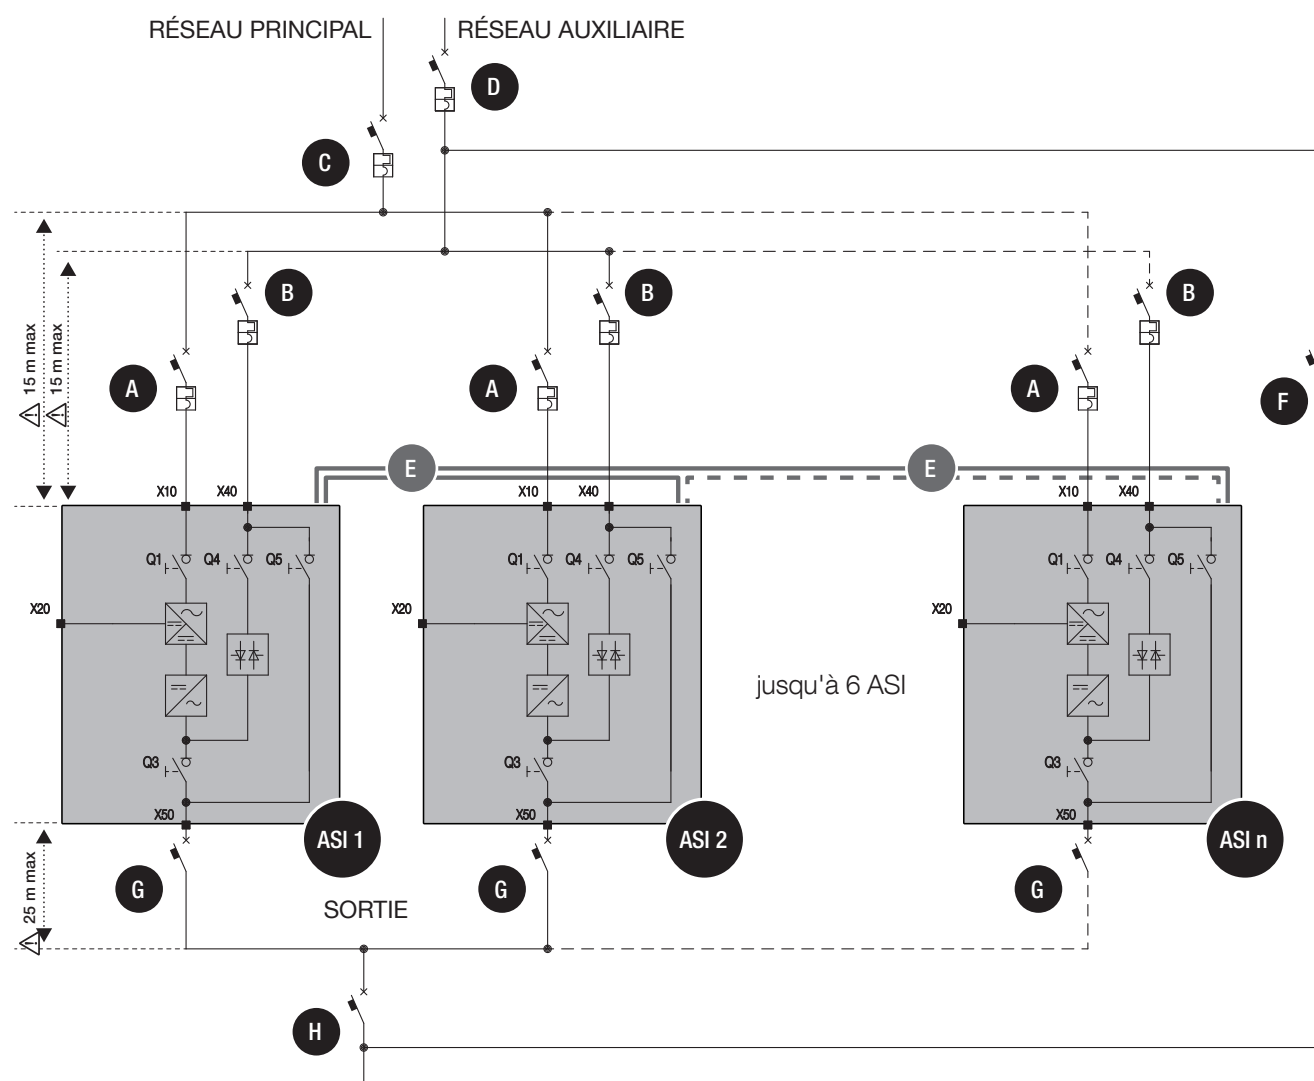 RÉSEAU PRINCIPAL
RÉSEAU AUXILIAIRE
D
C
B
B
B
15 m max
15 m max
A
A
A
F
E
E
X10
X40
X10
X40
X10
X40
Q1
Q4
Q5
Q1
Q4
Q5
Q1
Q4
Q5
X20
X20
X20
jusqu'à 6 ASI
Q3
Q3
Q3
X50
X50
X50
ASI 1
ASI 2
ASI n
25 m max
G
G
G
SORTIE
H